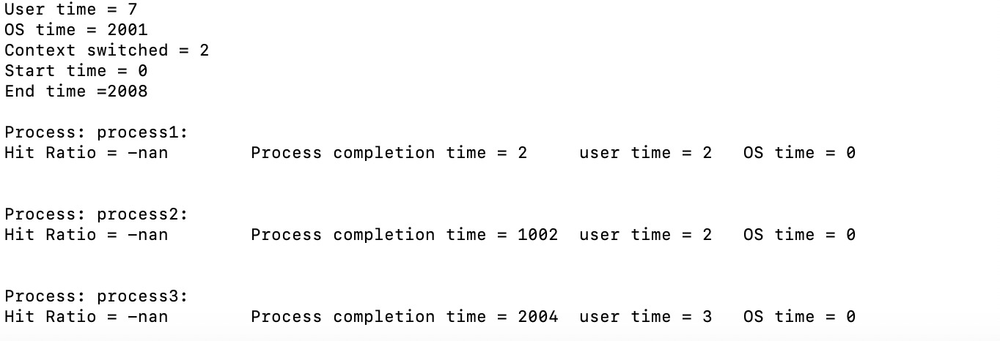 User time = 7
OS time = 2001
Context switched = 2
Start time = 0
End time =2008
Process: process1:
Hit Ratio = -nan Process completion time = 2 user time = 2 OS time = 0
Process: process2:
Hit Ratio = -nan Process completion time = 1002 user time = 2 OS time = 0
Process: process3:
Hit Ratio = -nan Process completion time = 2004 user time = 3 OS time = 0